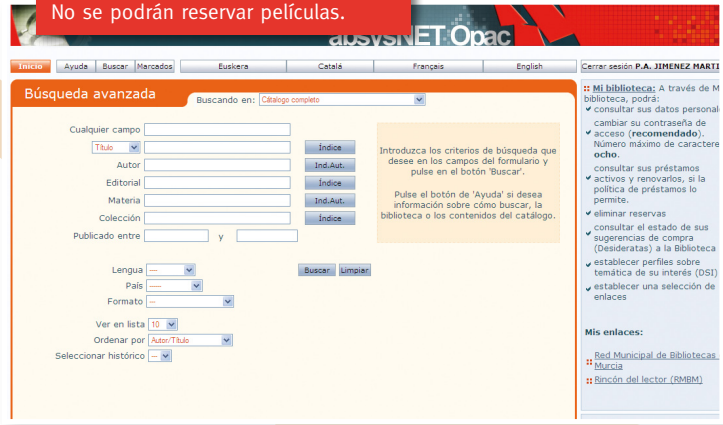 No se podrán reservar películas.
absysNET Opac
Inicio Ayuda Buscar Marcados Euskera Català Français English Cerrar sesión P.A. JIMENEZ MARTI
Búsqueda avanzada
Buscando en: Cátalogo completo
Cualquier campo
Título Índice
Autor Ind.Aut.
Editorial Índice
Materia Ind.Aut.
Colección Índice
Publicado entre y
Lengua --- Buscar Limpiar
País ----
Formato ---
Ver en lista 10
Ordenar por Autor/Título
Seleccionar histórico ---
Introduzca los criterios de búsqueda que
desee en los campos del formulario y
pulse en el botón 'Buscar'.
Pulse el botón de 'Ayuda' si desea
información sobre cómo buscar, la
biblioteca o los contenidos del catálogo.
Mi biblioteca: A través de M
biblioteca, podrá:
consultar sus datos personal
cambiar su contraseña de
acceso (recomendado).
Número máximo de caractere
ocho.
consultar sus préstamos
activos y renovarlos, si la
política de préstamos lo
permite.
eliminar reservas
consultar el estado de sus
sugerencias de compra
(Desideratas) a la Biblioteca
establecer perfiles sobre
temática de su interés (DSI)
establecer una selección de
enlaces
Mis enlaces:
Red Municipal de Bibliotecas
Murcia
Rincón del lector (RMBM)